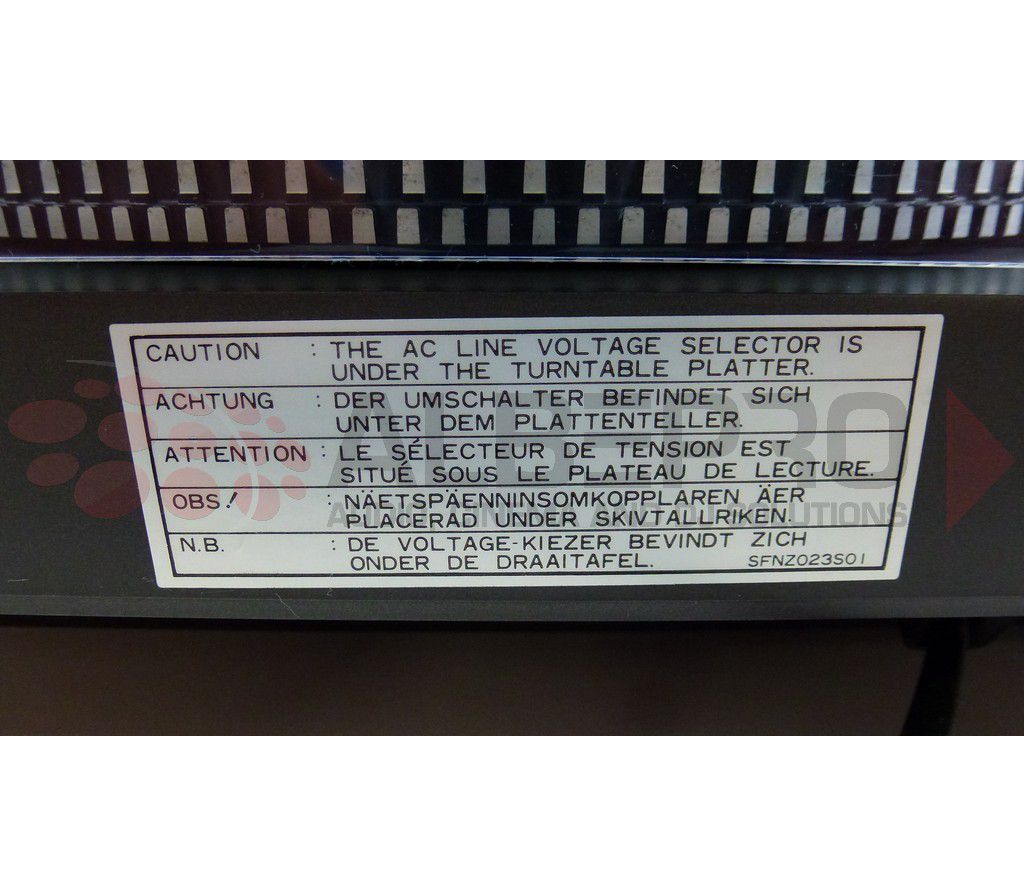 CAUTION : THE AC LINE VOLTAGE SELECTOR IS
UNDER THE TURNTABLE PLATTER.
ACHTUNG : DER UMSCHALTER BEFINDET SICH
UNTER DEM PLATTENTELLER.
ATTENTION : LE SÉLECTEUR DE TENSION EST
SITUÉ SOUS LE PLATEAU DE LECTURE.
OBS! : NÄETSPÄENNINSOMKOPPLAREN ÄER
PLACERAD UNDER SKIVTALLRIKEN.
N.B. : DE VOLTAGE-KIEZER BEVINDT ZICH
ONDER DE DRAAITAFEL. SFNZ023S01